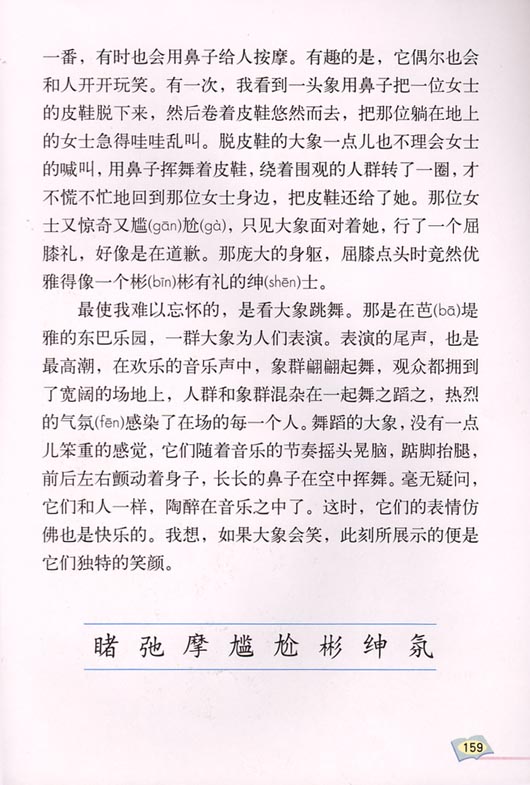 一番，有时也会用鼻子给人按摩。有趣的是，它偶尔也会
和人开开玩笑。有一次，我看到一头象用鼻子把一位女士
的皮鞋脱下来，然后卷着皮鞋悠然而去，把那位躺在地上
的女士急得哇哇乱叫。脱皮鞋的大象一点儿也不理会女士
的喊叫，用鼻子挥舞着皮鞋，绕着围观的人群转了一圈，才
不慌不忙地回到那位女士身边，把皮鞋还给了她。那位女
士又惊奇又尴(gān)尬(gà)，只见大象面对着她，行了一个屈
膝礼，好像是在道歉。那庞大的身躯，屈膝点头时竟然优
雅得像一个彬(bīn)彬有礼的绅(shēn)士。
最使我难以忘怀的，是看大象跳舞。那是在芭(bā)堤
雅的东巴乐园，一群大象为人们表演。表演的尾声，也是
最高潮，在欢乐的音乐声中，象群翩翩起舞，观众都拥到
了宽阔的场地上，人群和象群混杂在一起舞之蹈之，热烈
的气氛(fēn)感染了在场的每一个人。舞蹈的大象，没有一点
儿笨重的感觉，它们随着音乐的节奏摇头晃脑，踮脚抬腿，
前后左右颤动着身子，长长的鼻子在空中挥舞。毫无疑问，
它们和人一样，陶醉在音乐之中了。这时，它们的表情仿
佛也是快乐的。我想，如果大象会笑，此刻所展示的便是
它们独特的笑颜。
睹 弛 摩 尴 尬 彬 绅 氛
159